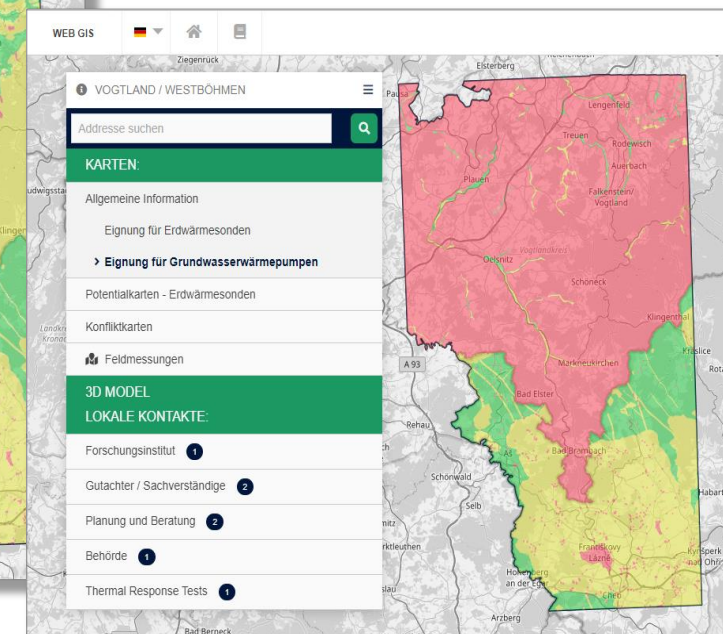 WEB GIS
VOGTLAND / WESTBÖHMEN
Addresse suchen
KARTEN:
Allgemeine Information
Eignung für Erdwärmesonden
Eignung für Grundwasserwärmepumpen
Potentialkarten - Erdwärmesonden
Konfliktkarten
Feldmessungen
3D MODEL
LOKALE KONTAKTE:
Forschungsinstitut 1
Gutachter / Sachverständige 2
Planung und Beratung 2
Behörde 1
Thermal Response Tests 1
Ziegenrück
Elsterberg
Pausa
Lengenfeld
Treuen
Rodewisch
Auerbach
Plauen
Falkenstein/
Vogtland
Vogtlandkreis
Oelsnitz
Schöneck
Klingenthal
Kraslice
A 93
Markneukirchen
Bad Elster
Rehau
Aš
Bad Brambach
Schönwald
Selb
Františkovy
Lázně
Hohenberg
an der Eger
Cheb
Arzberg
Bad Berneck